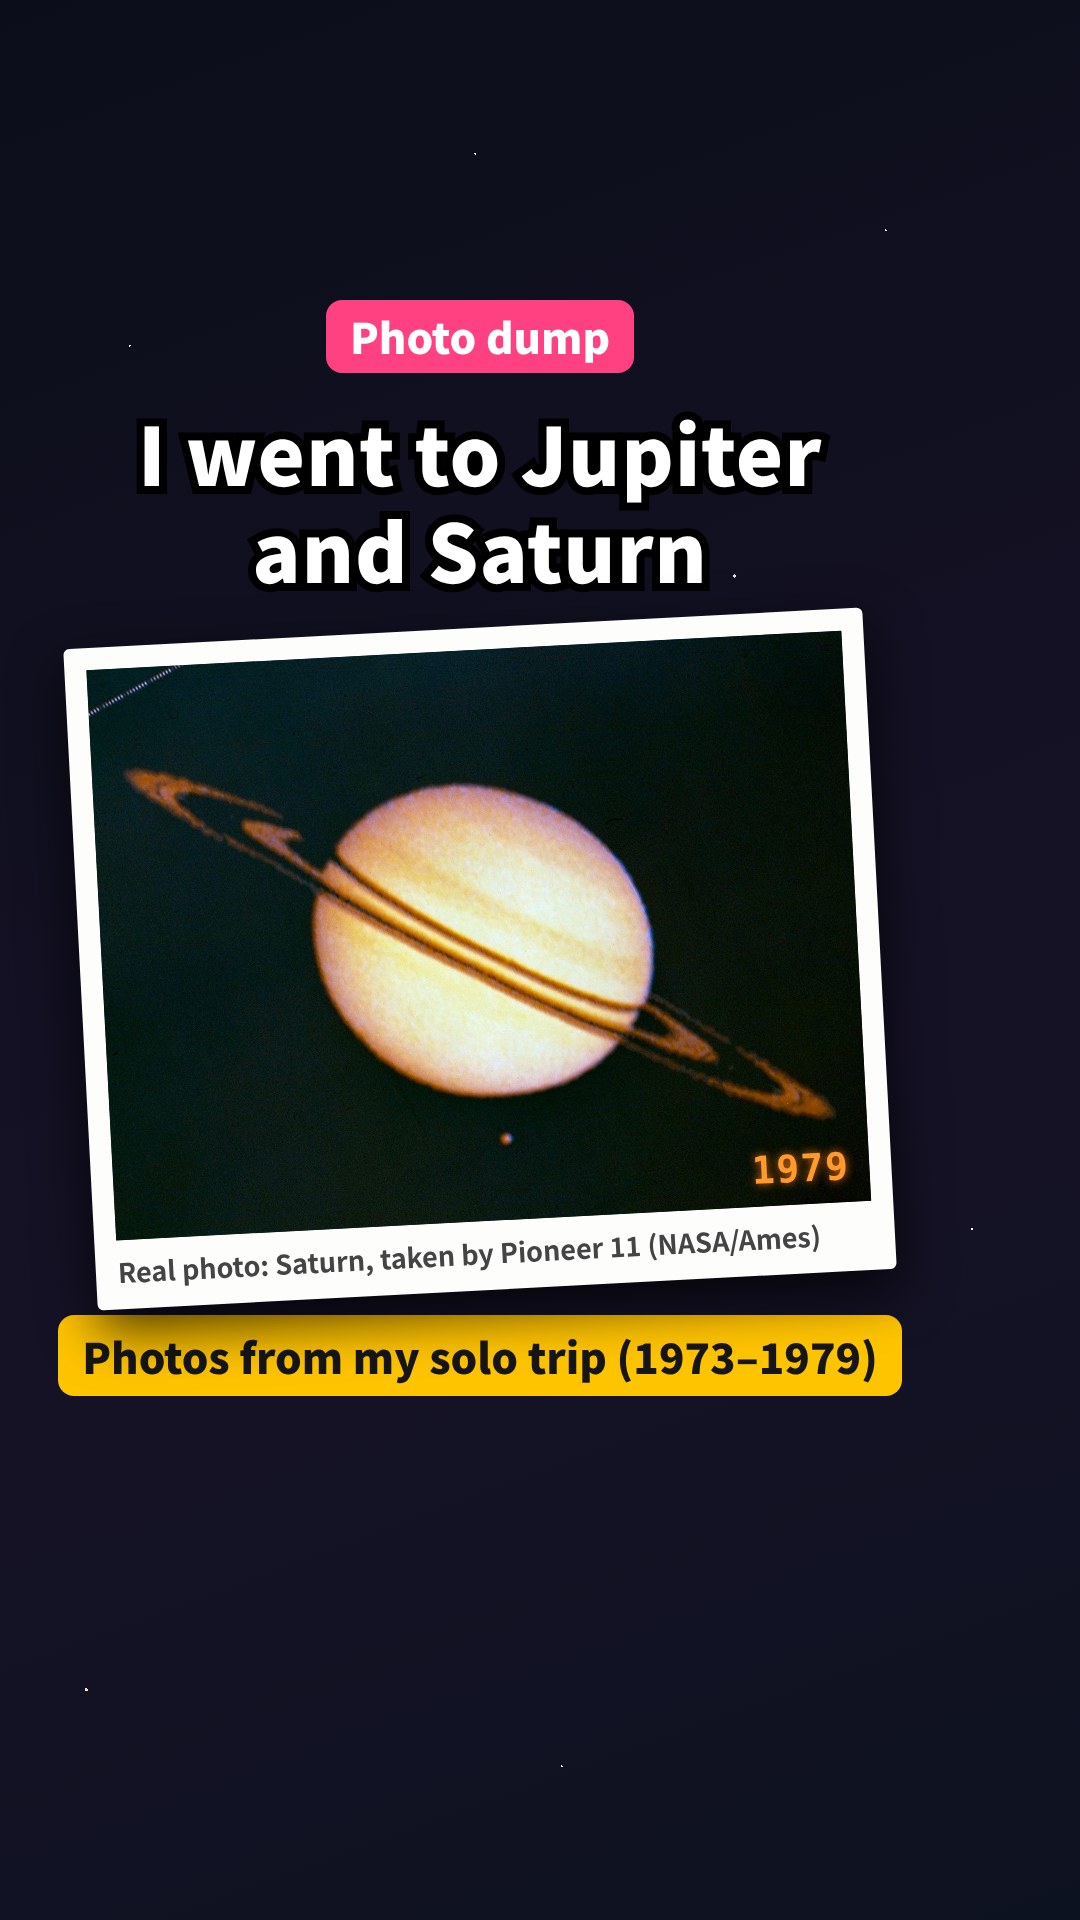 Photo dump
I went to Jupiter
and Saturn
1979
Real photo: Saturn, taken by Pioneer 11 (NASA/Ames)
Photos from my solo trip (1973–1979)